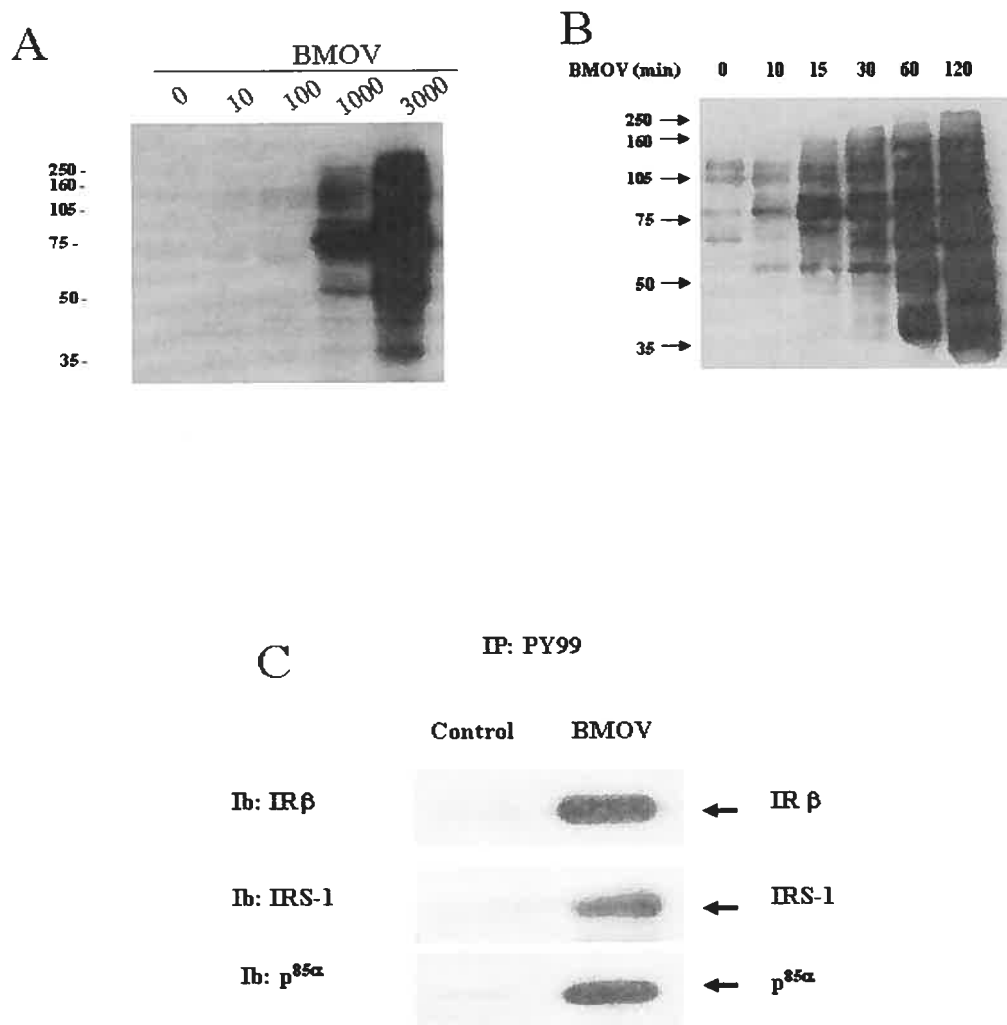 A
BMOV
0 10 100 1000 3000
250 -
160 -
105 -
75 -
50 -
35 -
B
BMOV (min) 0 10 15 30 60 120
250
160
105
75
50
35
C
IP: PY99
Control BMOV
Ib: IRβ IR β
Ib: IRS-1 IRS-1
Ib: p85α p85α